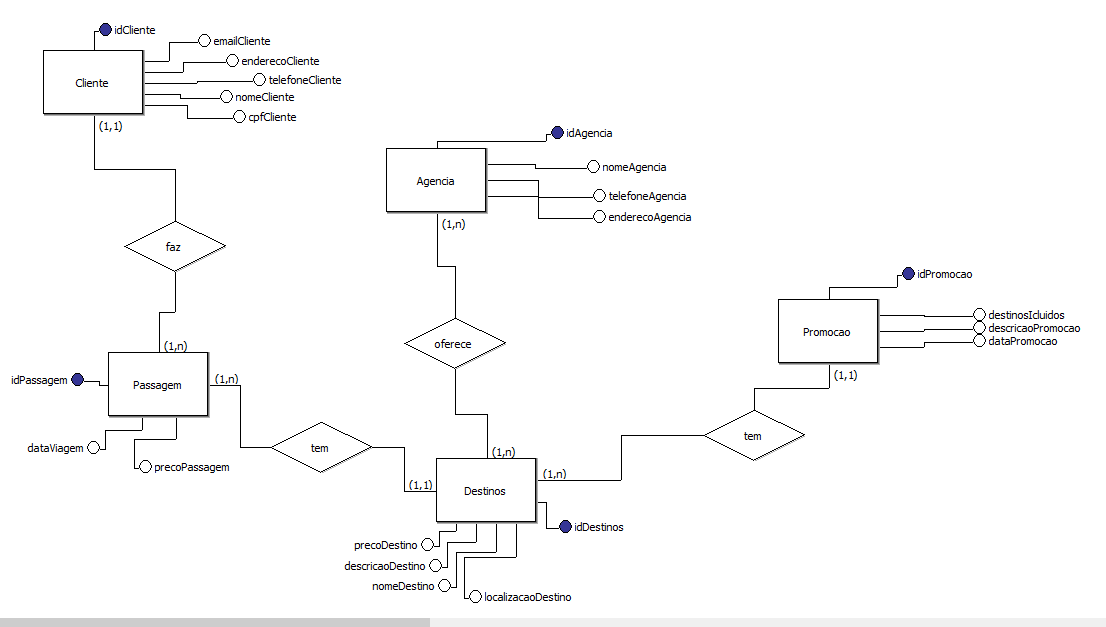 idCliente
emailCliente
enderecoCliente
telefoneCliente
nomeCliente
cpfCliente
Cliente
(1,1)
faz
(1,n)
idAgencia
nomeAgencia
telefoneAgencia
enderecoAgencia
Agencia
(1,n)
oferece
(1,n)
idPromocao
destinosIcluidos
descricaoPromocao
dataPromocao
Promocao
(1,1)
tem
(1,n)
idPassagem
Passagem
(1,n)
dataViagem
precoPassagem
tem
(1,1)
Destinos
idDestinos
precoDestino
descricaoDestino
nomeDestino
localizacaoDestino